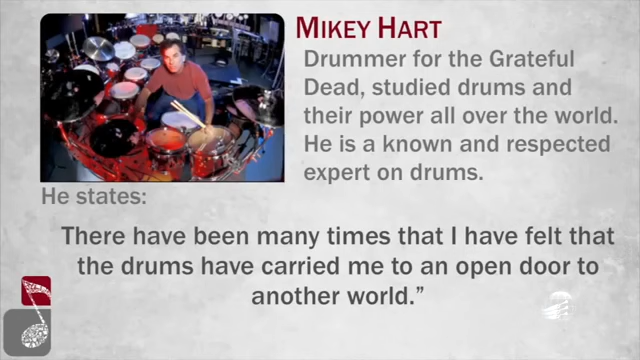 MIKEY HART
Drummer for the Grateful
Dead, studied drums and
their power all over the world.
He is a known and respected
expert on drums.
He states:
There have been many times that I have felt that
the drums have carried me to an open door to
another world.”